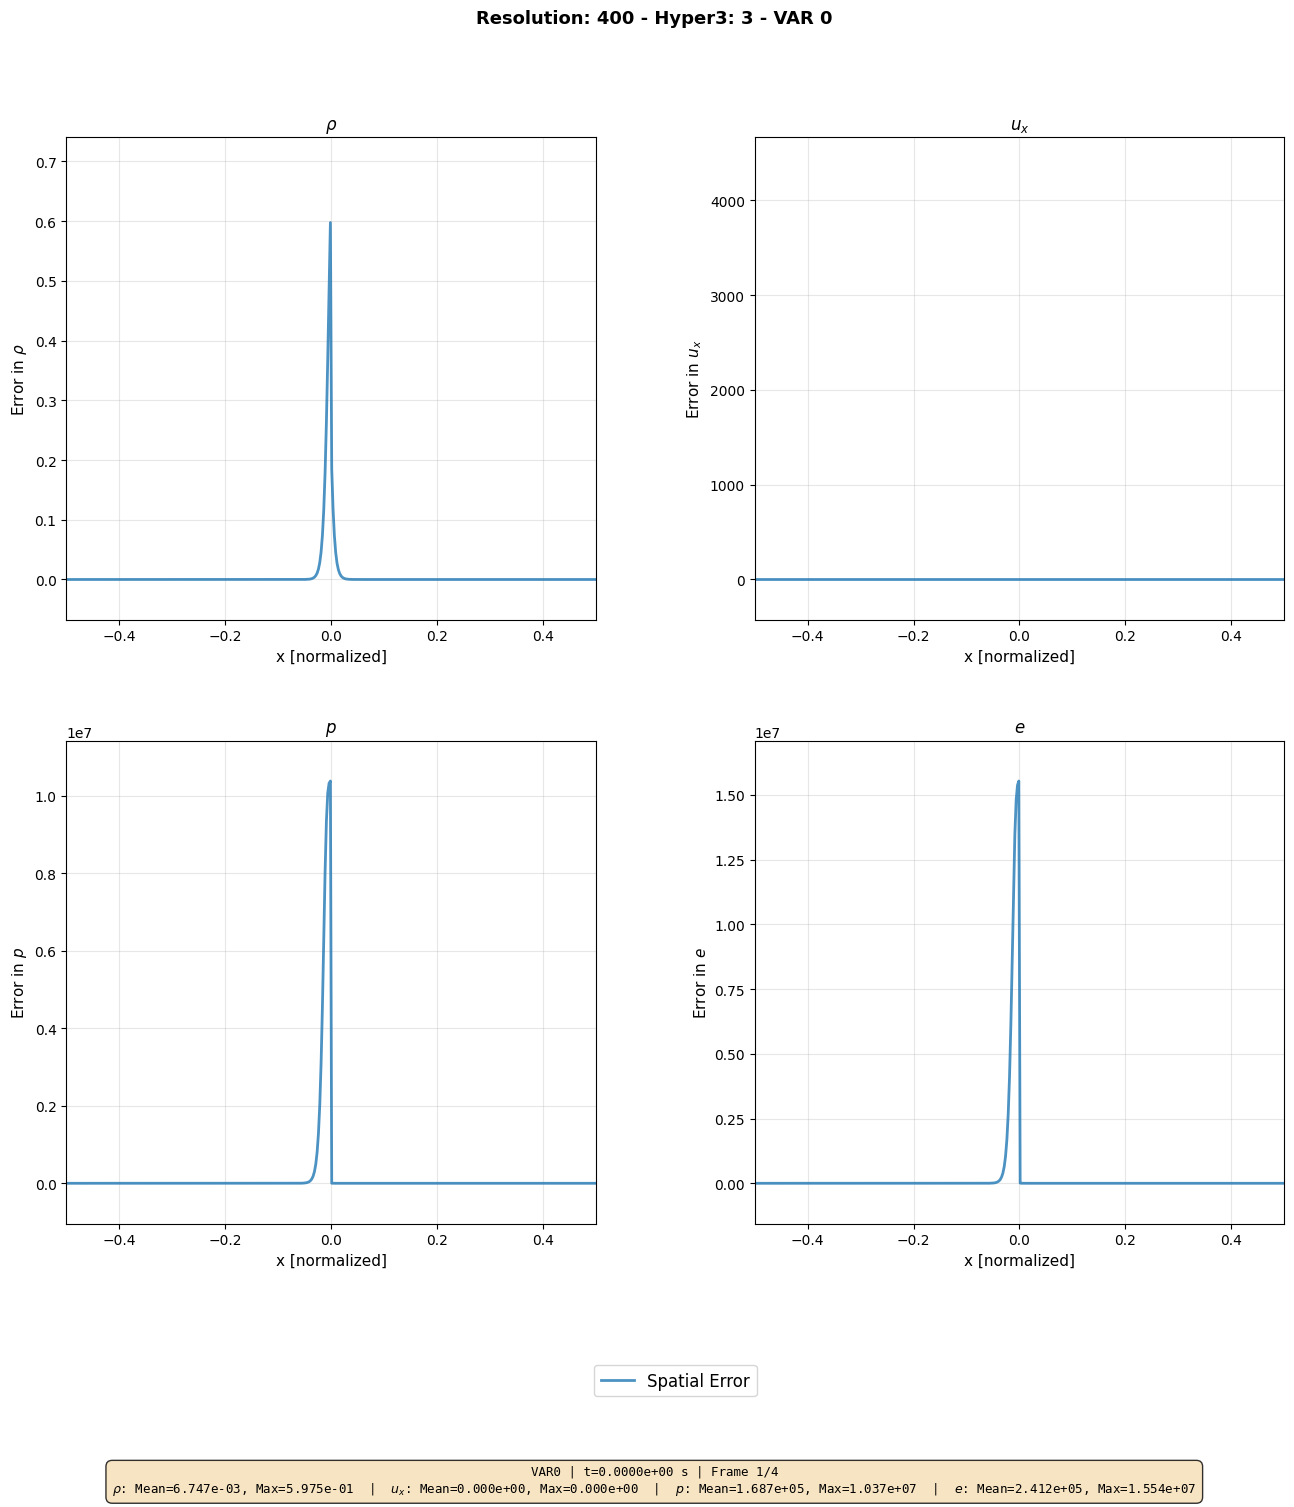 Resolution: 400 - Hyper3: 3 - VAR 0
ρ
0.7
0.6
0.5
0.4
0.3
0.2
0.1
0.0
Error in ρ
−0.4 −0.2 0.0 0.2 0.4
x [normalized]
u_x
4000
3000
2000
1000
0
Error in u_x
−0.4 −0.2 0.0 0.2 0.4
x [normalized]
p
1e7
1.0
0.8
0.6
0.4
0.2
0.0
Error in p
−0.4 −0.2 0.0 0.2 0.4
x [normalized]
e
1e7
1.50
1.25
1.00
0.75
0.50
0.25
0.00
Error in e
−0.4 −0.2 0.0 0.2 0.4
x [normalized]
Spatial Error
VAR0 | t=0.0000e+00 s | Frame 1/4
ρ: Mean=6.747e-03, Max=5.975e-01 | u_x: Mean=0.000e+00, Max=0.000e+00 | p: Mean=1.687e+05, Max=1.037e+07 | e: Mean=2.412e+05, Max=1.554e+07